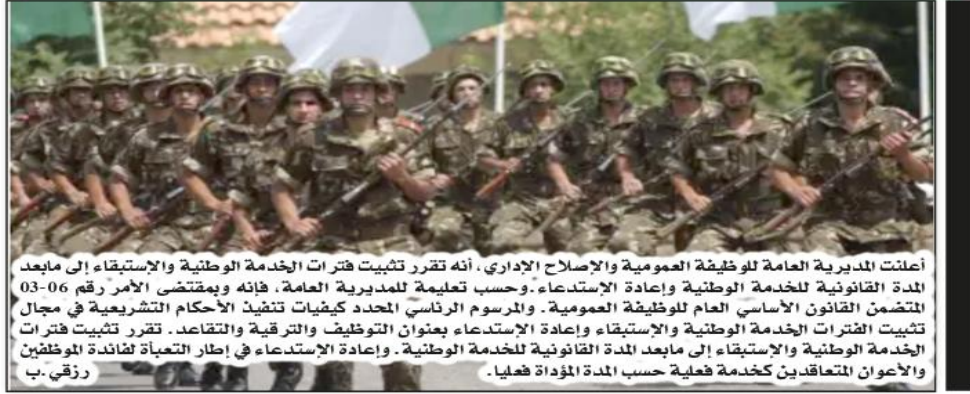 أعلنت المديرية العامة للوظيفة العمومية والإصلاح الإداري، أنه تقرر تثبيت فترات الخدمة الوطنية والإستبقاء إلى مابعد
المدة القانونية للخدمة الوطنية وإعادة الإستدعاء.وحسب تعليمة للمديرية العامة، فإنه وبمقتضى الأمر رقم 06-03
المتضمن القانون الأساسي العام للوظيفة العمومية. والمرسوم الرئاسي المحدد كيفيات تنفيذ الأحكام التشريعية في مجال
تثبيت الفترات الخدمة الوطنية والإستبقاء وإعادة الإستدعاء بعنوان التوظيف والترقية والتقاعد. تقرر تثبيت فترات
الخدمة الوطنية والإستبقاء إلى مابعد المدة القانونية للخدمة الوطنية. وإعادة الإستدعاء في إطار التعبأة لفائدة الموظفين
والأعوان المتعاقدين كخدمة فعلية حسب المدة المؤداة فعليا. رزقي.ب